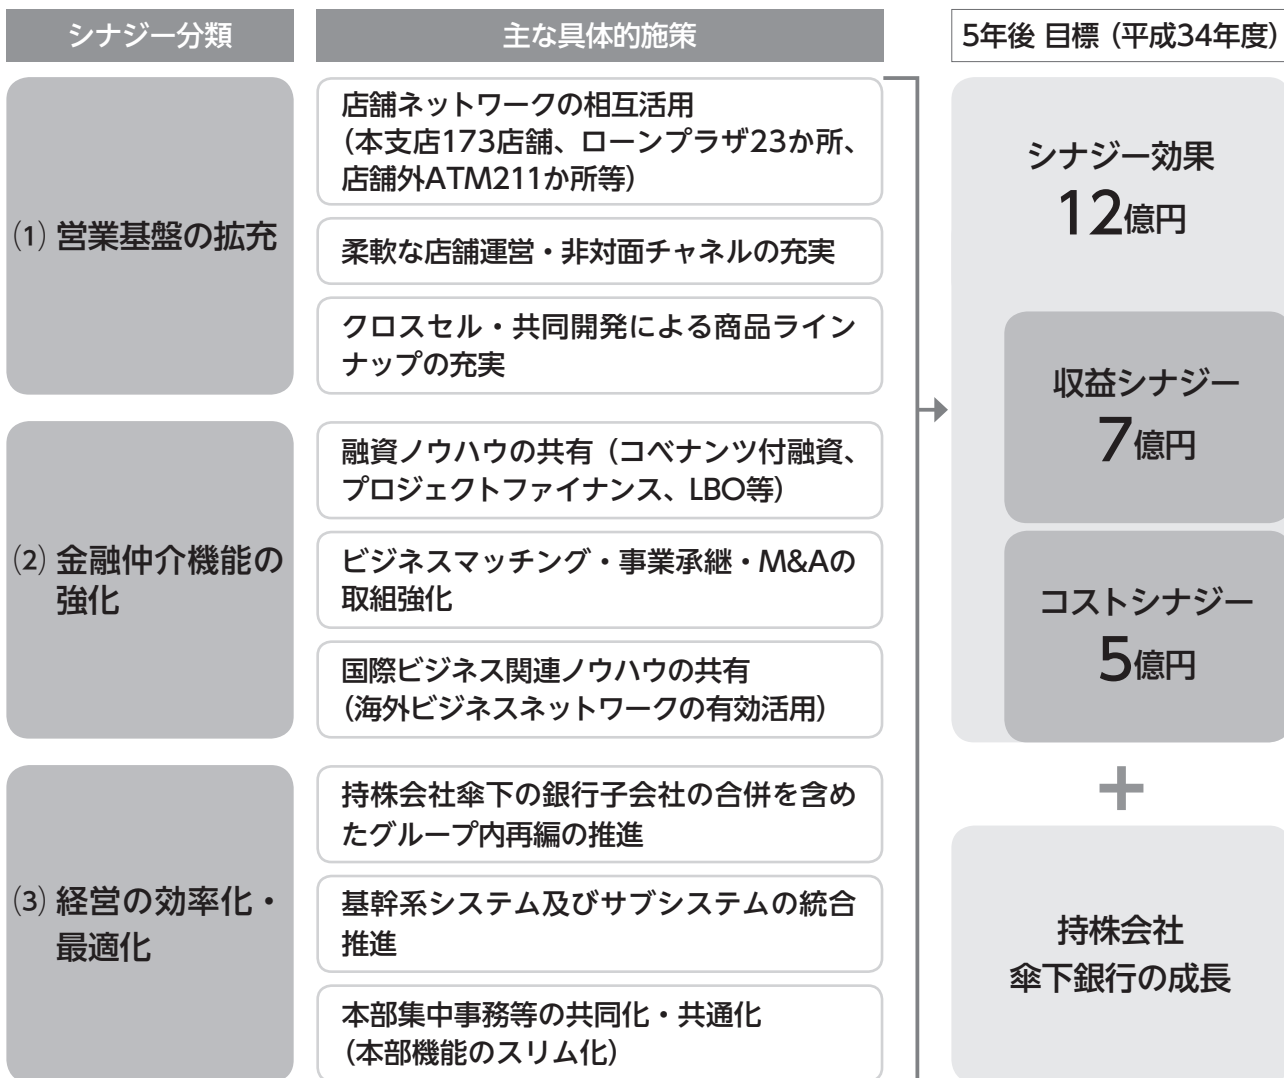 シナジー分類
主な具体的施策
5年後 目標（平成34年度）
(1) 営業基盤の拡充
店舗ネットワークの相互活用
（本支店173店舗、ローンプラザ23か所、
店舗外ATM211か所等）
柔軟な店舗運営・非対面チャネルの充実
クロスセル・共同開発による商品ライン
ナップの充実
(2) 金融仲介機能の
強化
融資ノウハウの共有（コベナンツ付融資、
プロジェクトファイナンス、LBO等）
ビジネスマッチング・事業承継・M&Aの
取組強化
国際ビジネス関連ノウハウの共有
（海外ビジネスネットワークの有効活用）
(3) 経営の効率化・
最適化
持株会社傘下の銀行子会社の合併を含め
たグループ内再編の推進
基幹系システム及びサブシステムの統合
推進
本部集中事務等の共同化・共通化
（本部機能のスリム化）
シナジー効果
12億円
収益シナジー
7億円
コストシナジー
5億円
+
持株会社
傘下銀行の成長